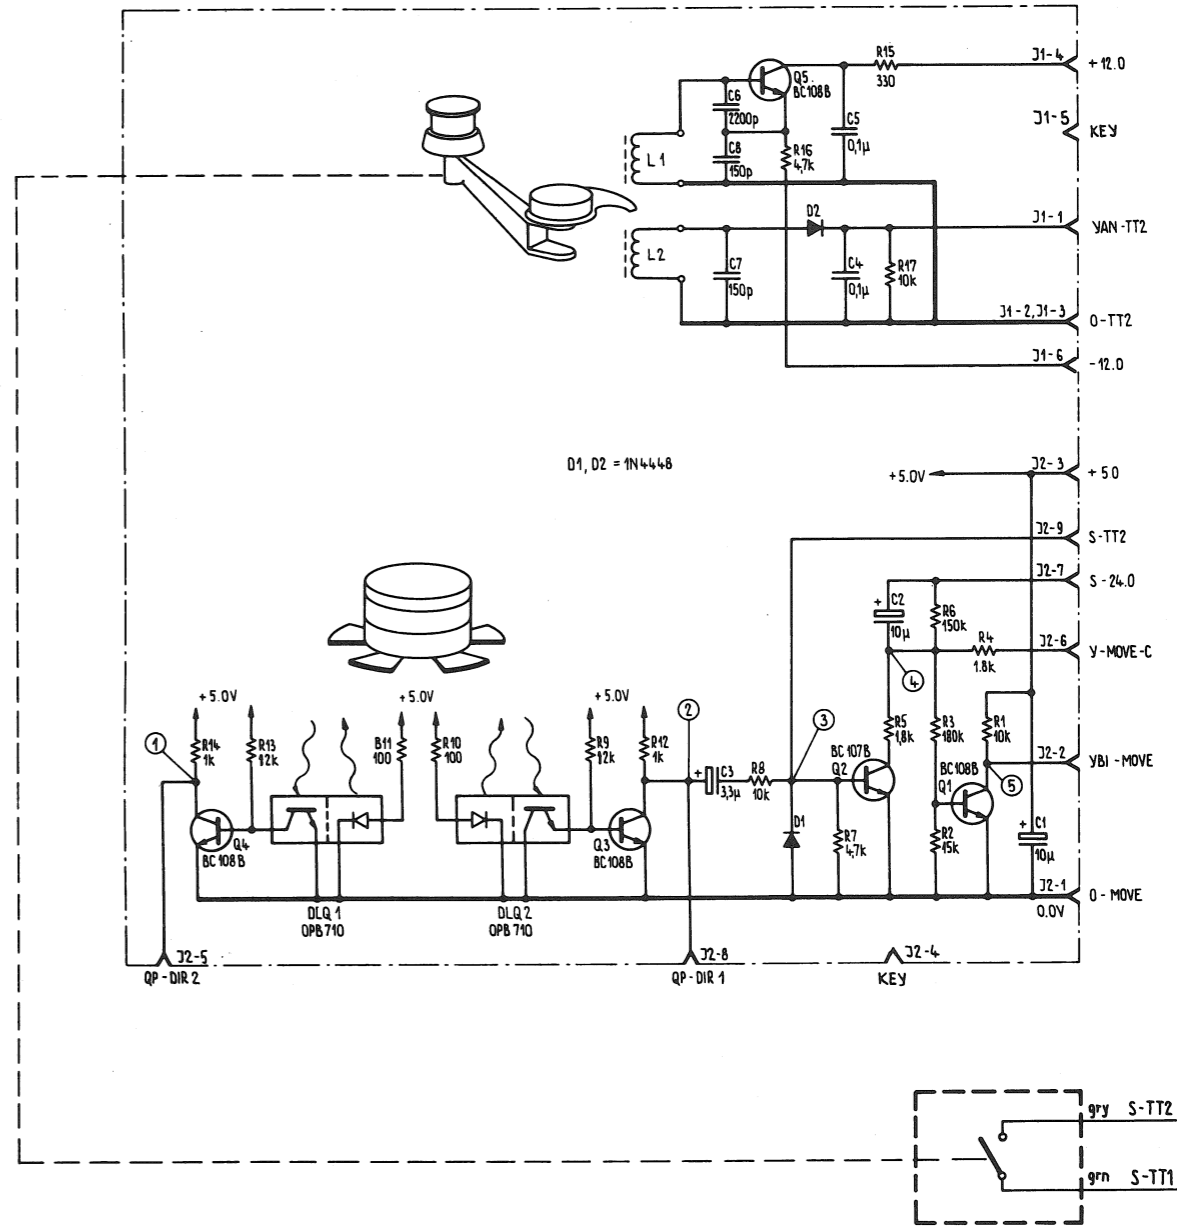 R15
330
J1-4
+12.0
Q5.
BC108B
C6
2200p
C5
0,1µ
J1-5
KEY
L1
C8
150p
R16
4,7k
D2
J1-1
YAN-TT2
L2
C7
150p
C4
0,1µ
R17
10k
J1-2, J1-3
0-TT2
J1-6
-12.0
D1, D2 = 1N4448
+5.0V
J2-3
+50
J2-9
S-TT2
J2-7
S-24.0
+
C2
10µ
R6
150k
R4
1.8k
J2-6
Y-MOVE-C
4
+5.0V
+5.0V
+5.0V
1
R14
1k
R13
12k
B11
100
R10
100
R9
12k
R12
1k
2
3
R5
1,8k
R3
180k
R1
10k
+
C3
3,3µ
R8
10k
BC107B
Q2
BC108B
Q1
5
J2-2
YBI-MOVE
Q4
BC108B
Q3
BC108B
D1
R7
4,7k
R2
15k
+
C1
10µ
DLQ1
OPB710
DLQ2
OPB710
J2-1
0-MOVE
0.0V
J2-5
QP-DIR2
J2-8
QP-DIR1
J2-4
KEY
gry S-TT2
grn S-TT1